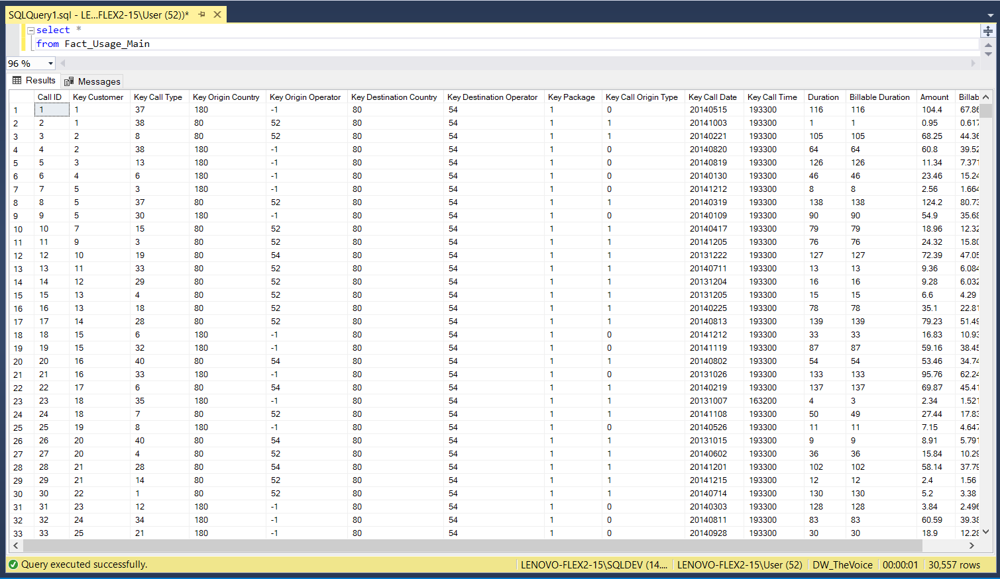 SQLQuery1.sql - LE...FLEX2-15\User (52))*
select *
from Fact_Usage_Main
96 %
Results Messages
Call ID Key Customer Key Call Type Key Origin Country Key Origin Operator Key Destination Country Key Destination Operator Key Package Key Call Origin Type Key Call Date Key Call Time Duration Billable Duration Amount Billab
1 1 1 37 180 -1 80 54 1 0 20140515 193300 116 116 104.4 67.86
2 2 1 38 80 52 80 54 1 1 20141003 193300 1 1 0.95 0.617
3 3 2 8 80 52 80 54 1 1 20140221 193300 105 105 68.25 44.36
4 4 2 38 180 -1 80 54 1 0 20140820 193300 64 64 60.8 39.52
5 5 3 13 180 -1 80 54 1 0 20140819 193300 126 126 11.34 7.371
6 6 4 6 180 -1 80 54 1 0 20140130 193300 46 46 23.46 15.24
7 7 5 3 180 -1 80 54 1 0 20141212 193300 8 8 2.56 1.664
8 8 5 37 80 52 80 54 1 1 20140319 193300 138 138 124.2 80.73
9 9 5 30 180 -1 80 54 1 0 20140109 193300 90 90 54.9 35.68
10 10 7 15 80 52 80 54 1 1 20140417 193300 79 79 18.96 12.32
11 11 9 3 80 52 80 54 1 1 20141205 193300 76 76 24.32 15.80
12 12 10 19 80 54 80 54 1 1 20131222 193300 127 127 72.39 47.05
13 13 11 33 80 52 80 54 1 1 20140711 193300 13 13 9.36 6.084
14 14 12 29 80 52 80 54 1 1 20131204 193300 16 16 9.28 6.032
15 15 13 4 80 52 80 54 1 1 20131205 193300 15 15 6.6 4.29
16 16 13 18 80 52 80 54 1 1 20140225 193300 78 78 35.1 22.81
17 17 14 28 80 52 80 54 1 1 20140813 193300 139 139 79.23 51.49
18 18 15 6 180 -1 80 54 1 0 20141212 193300 33 33 16.83 10.93
19 19 15 32 180 -1 80 54 1 0 20141119 193300 87 87 59.16 38.45
20 20 16 40 80 54 80 54 1 1 20140802 193300 54 54 53.46 34.74
21 21 16 33 180 -1 80 54 1 0 20131026 193300 133 133 95.76 62.24
22 22 17 6 80 54 80 54 1 1 20140219 193300 137 137 69.87 45.41
23 23 18 35 180 -1 80 54 1 1 20131007 163200 4 3 2.34 1.521
24 24 18 7 80 52 80 54 1 1 20141108 193300 50 49 27.44 17.83
25 25 19 8 180 -1 80 54 1 0 20140526 193300 11 11 7.15 4.647
26 26 20 40 80 54 80 54 1 1 20131015 193300 9 9 8.91 5.791
27 27 20 4 80 52 80 54 1 1 20140602 193300 36 36 15.84 10.29
28 28 21 28 80 54 80 54 1 1 20141201 193300 102 102 58.14 37.79
29 29 21 14 80 52 80 54 1 1 20141215 193300 12 12 2.4 1.56
30 30 22 1 80 52 80 54 1 1 20140714 193300 130 130 5.2 3.38
31 31 23 12 180 -1 80 54 1 0 20140303 193300 128 128 3.84 2.496
32 32 24 34 180 -1 80 54 1 0 20140811 193300 83 83 60.59 39.38
33 33 25 21 180 -1 80 54 1 0 20140928 193300 30 30 18.9 12.28
Query executed successfully. LENOVO-FLEX2-15\SQLDEV (14.... LENOVO-FLEX2-15\User (52) DW_TheVoice 00:00:01 30,557 rows